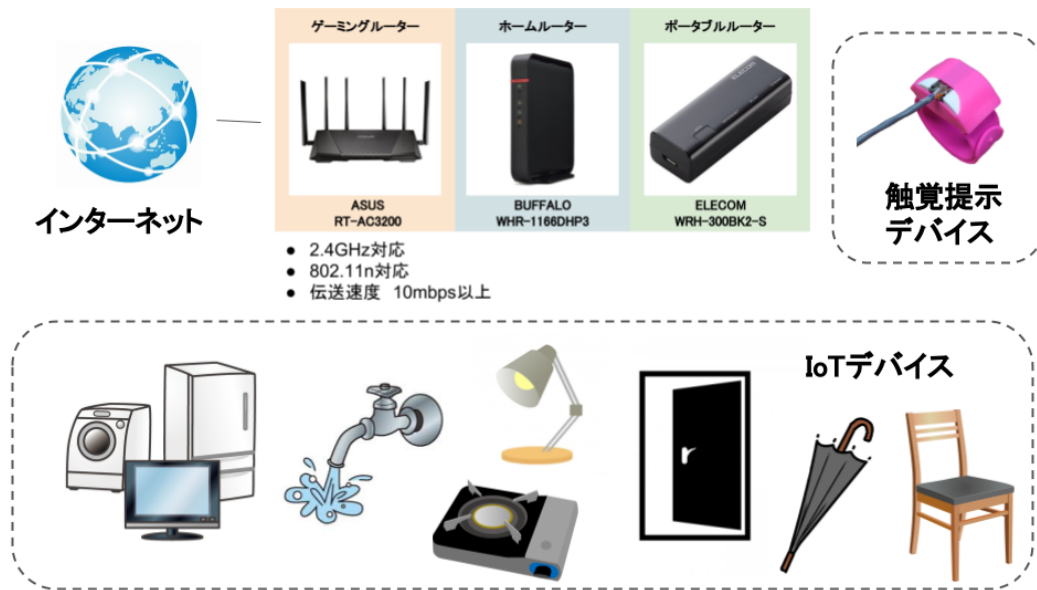 ゲーミングルーター
ホームルーター
ポータブルルーター
ELECOM
ASUS
RT-AC3200
BUFFALO
WHR-1166DHP3
ELECOM
WRH-300BK2-S
インターネット
触覚提示
デバイス
● 2.4GHz対応
● 802.11n対応
● 伝送速度 10mbps以上
IoTデバイス